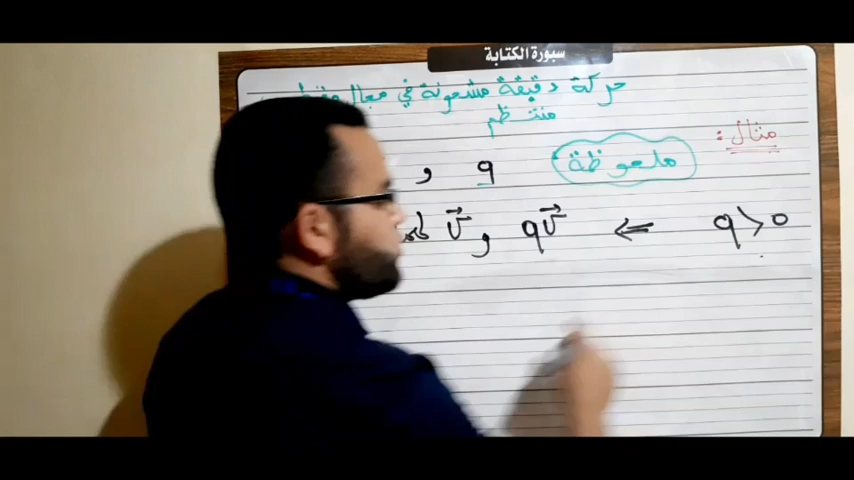 سبورة الكتابة
حركة دقيقة مشحونة في مجال
منتظم
مثال :
ملحوظة
q و
q>0 ⇐ qv⃗ و v⃗ لهما